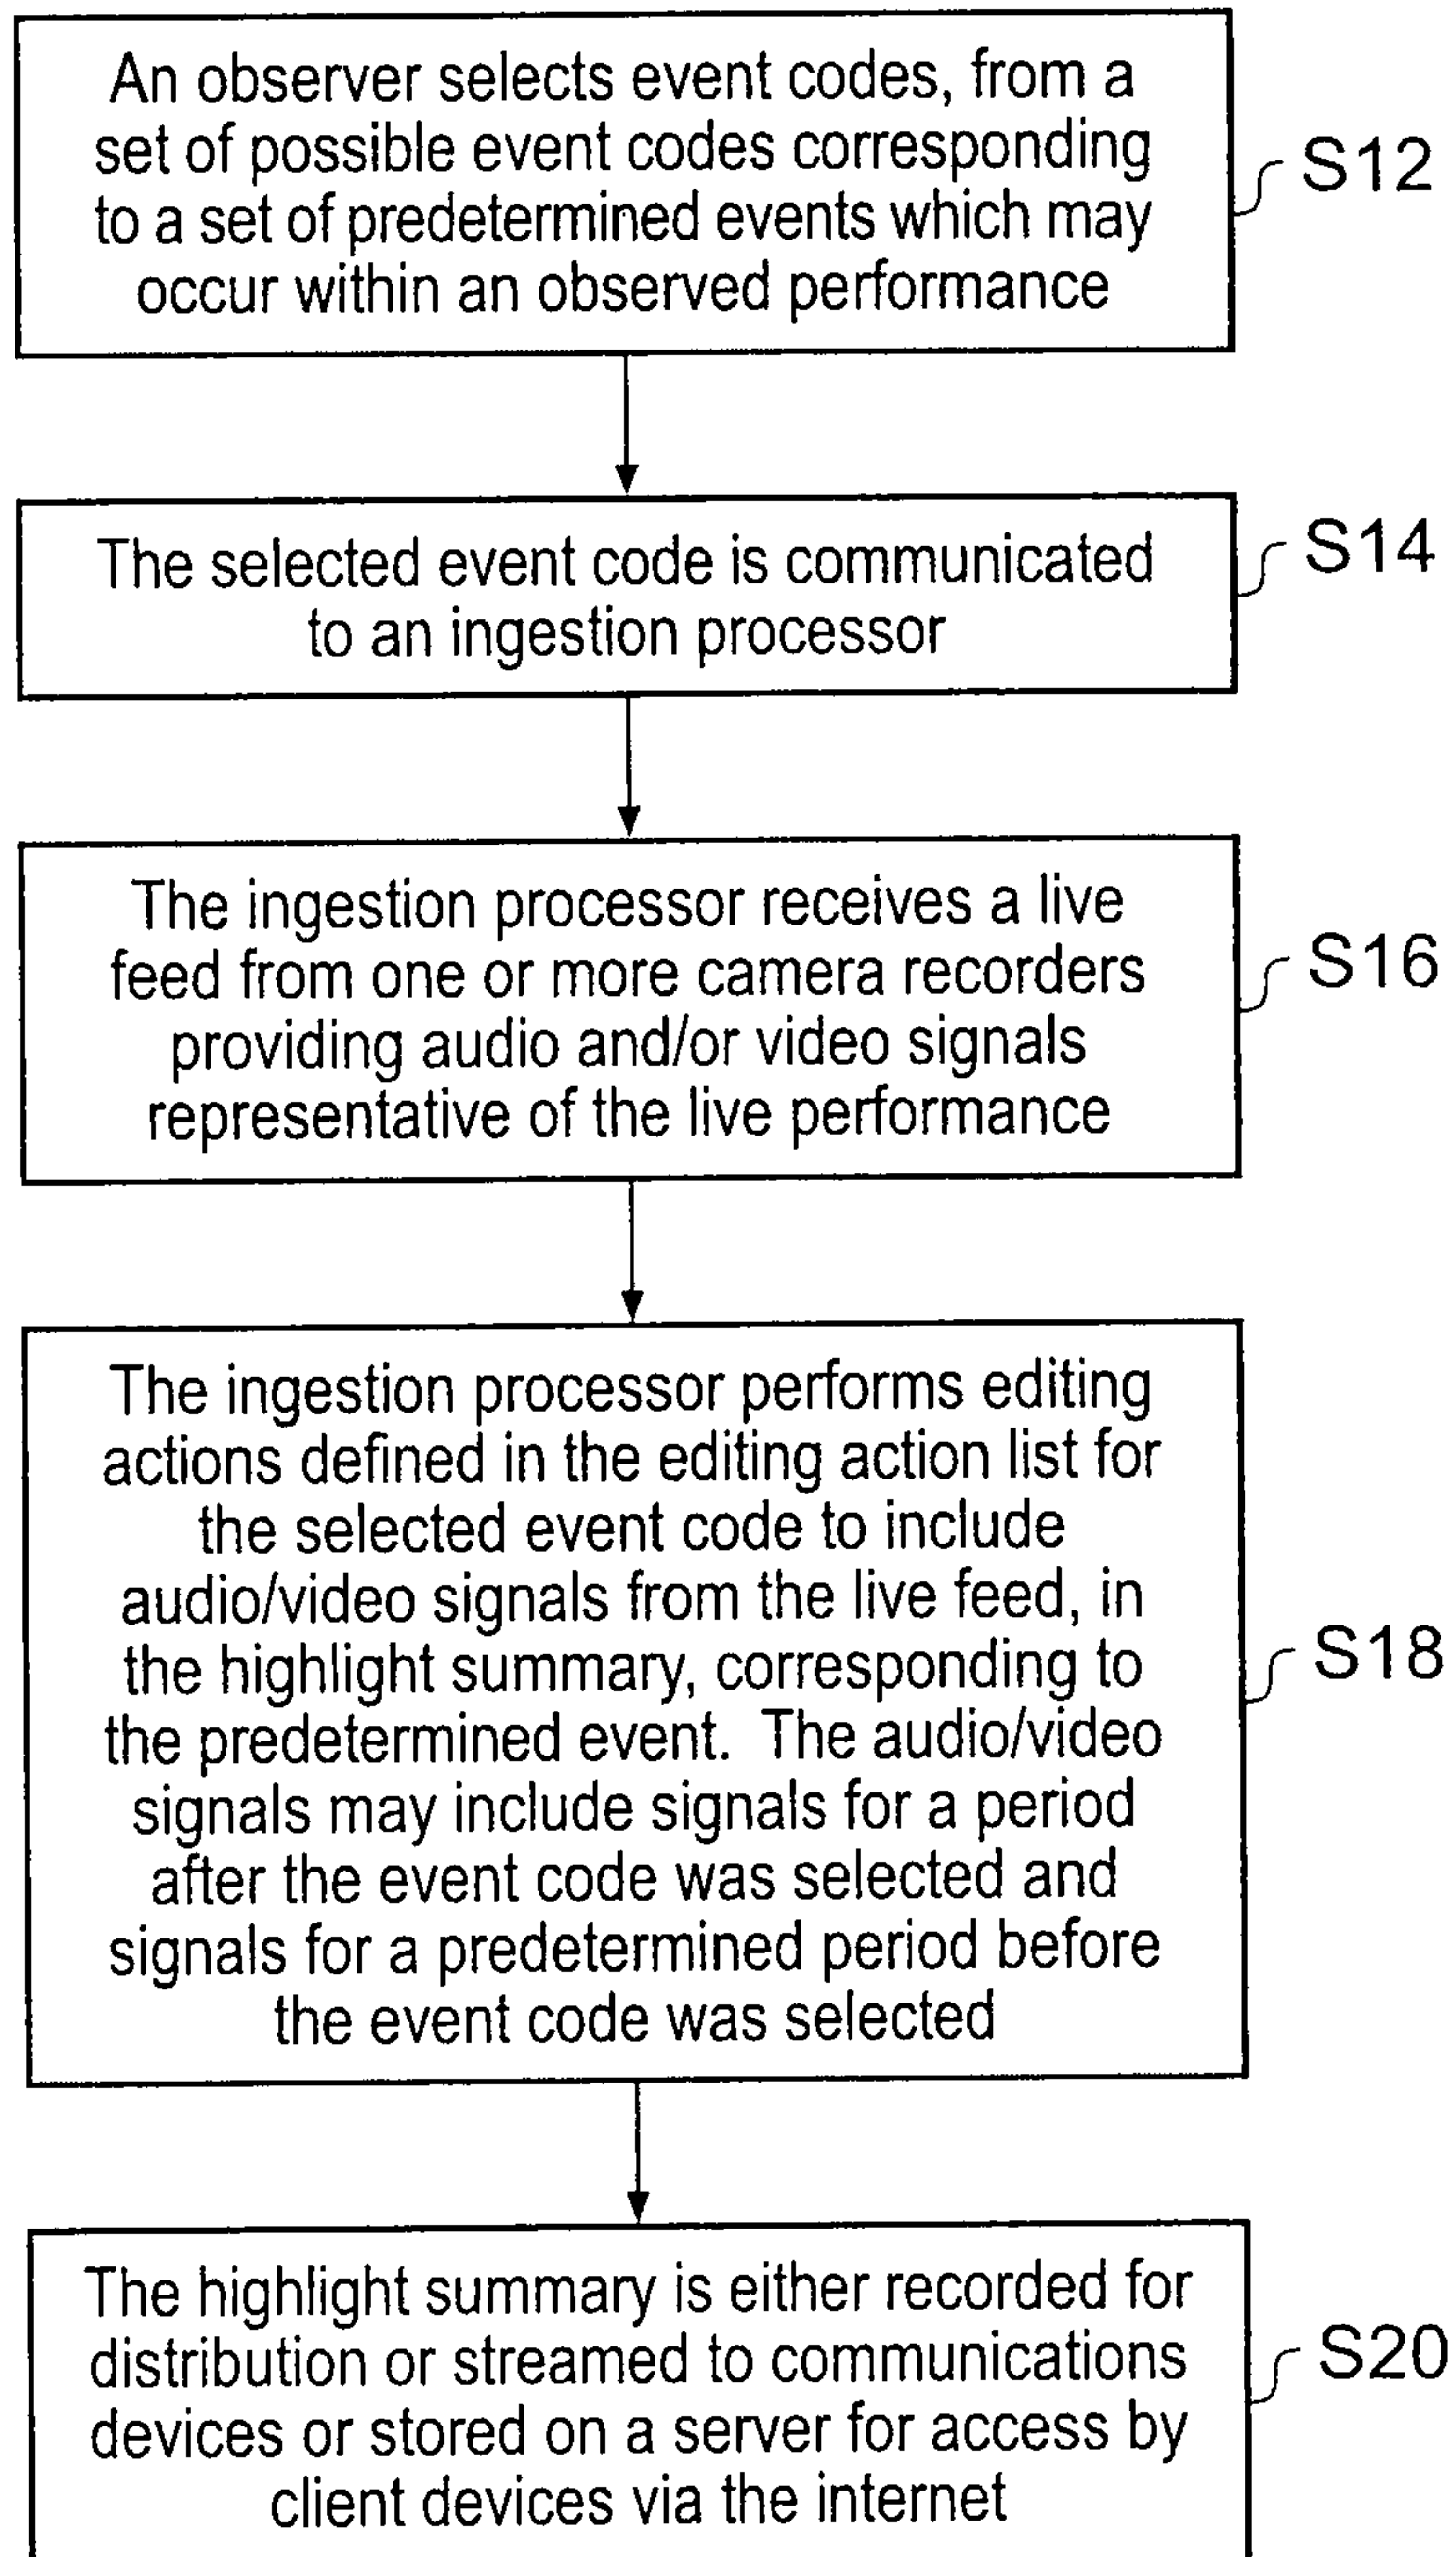 An observer selects event codes, from a
set of possible event codes corresponding
to a set of predetermined events which may
occur within an observed performance
S12
The selected event code is communicated
to an ingestion processor
S14
The ingestion processor receives a live
feed from one or more camera recorders
providing audio and/or video signals
representative of the live performance
S16
The ingestion processor performs editing
actions defined in the editing action list for
the selected event code to include
audio/video signals from the live feed, in
the highlight summary, corresponding to
the predetermined event. The audio/video
signals may include signals for a period
after the event code was selected and
signals for a predetermined period before
the event code was selected
S18
The highlight summary is either recorded for
distribution or streamed to communications
devices or stored on a server for access by
client devices via the internet
S20